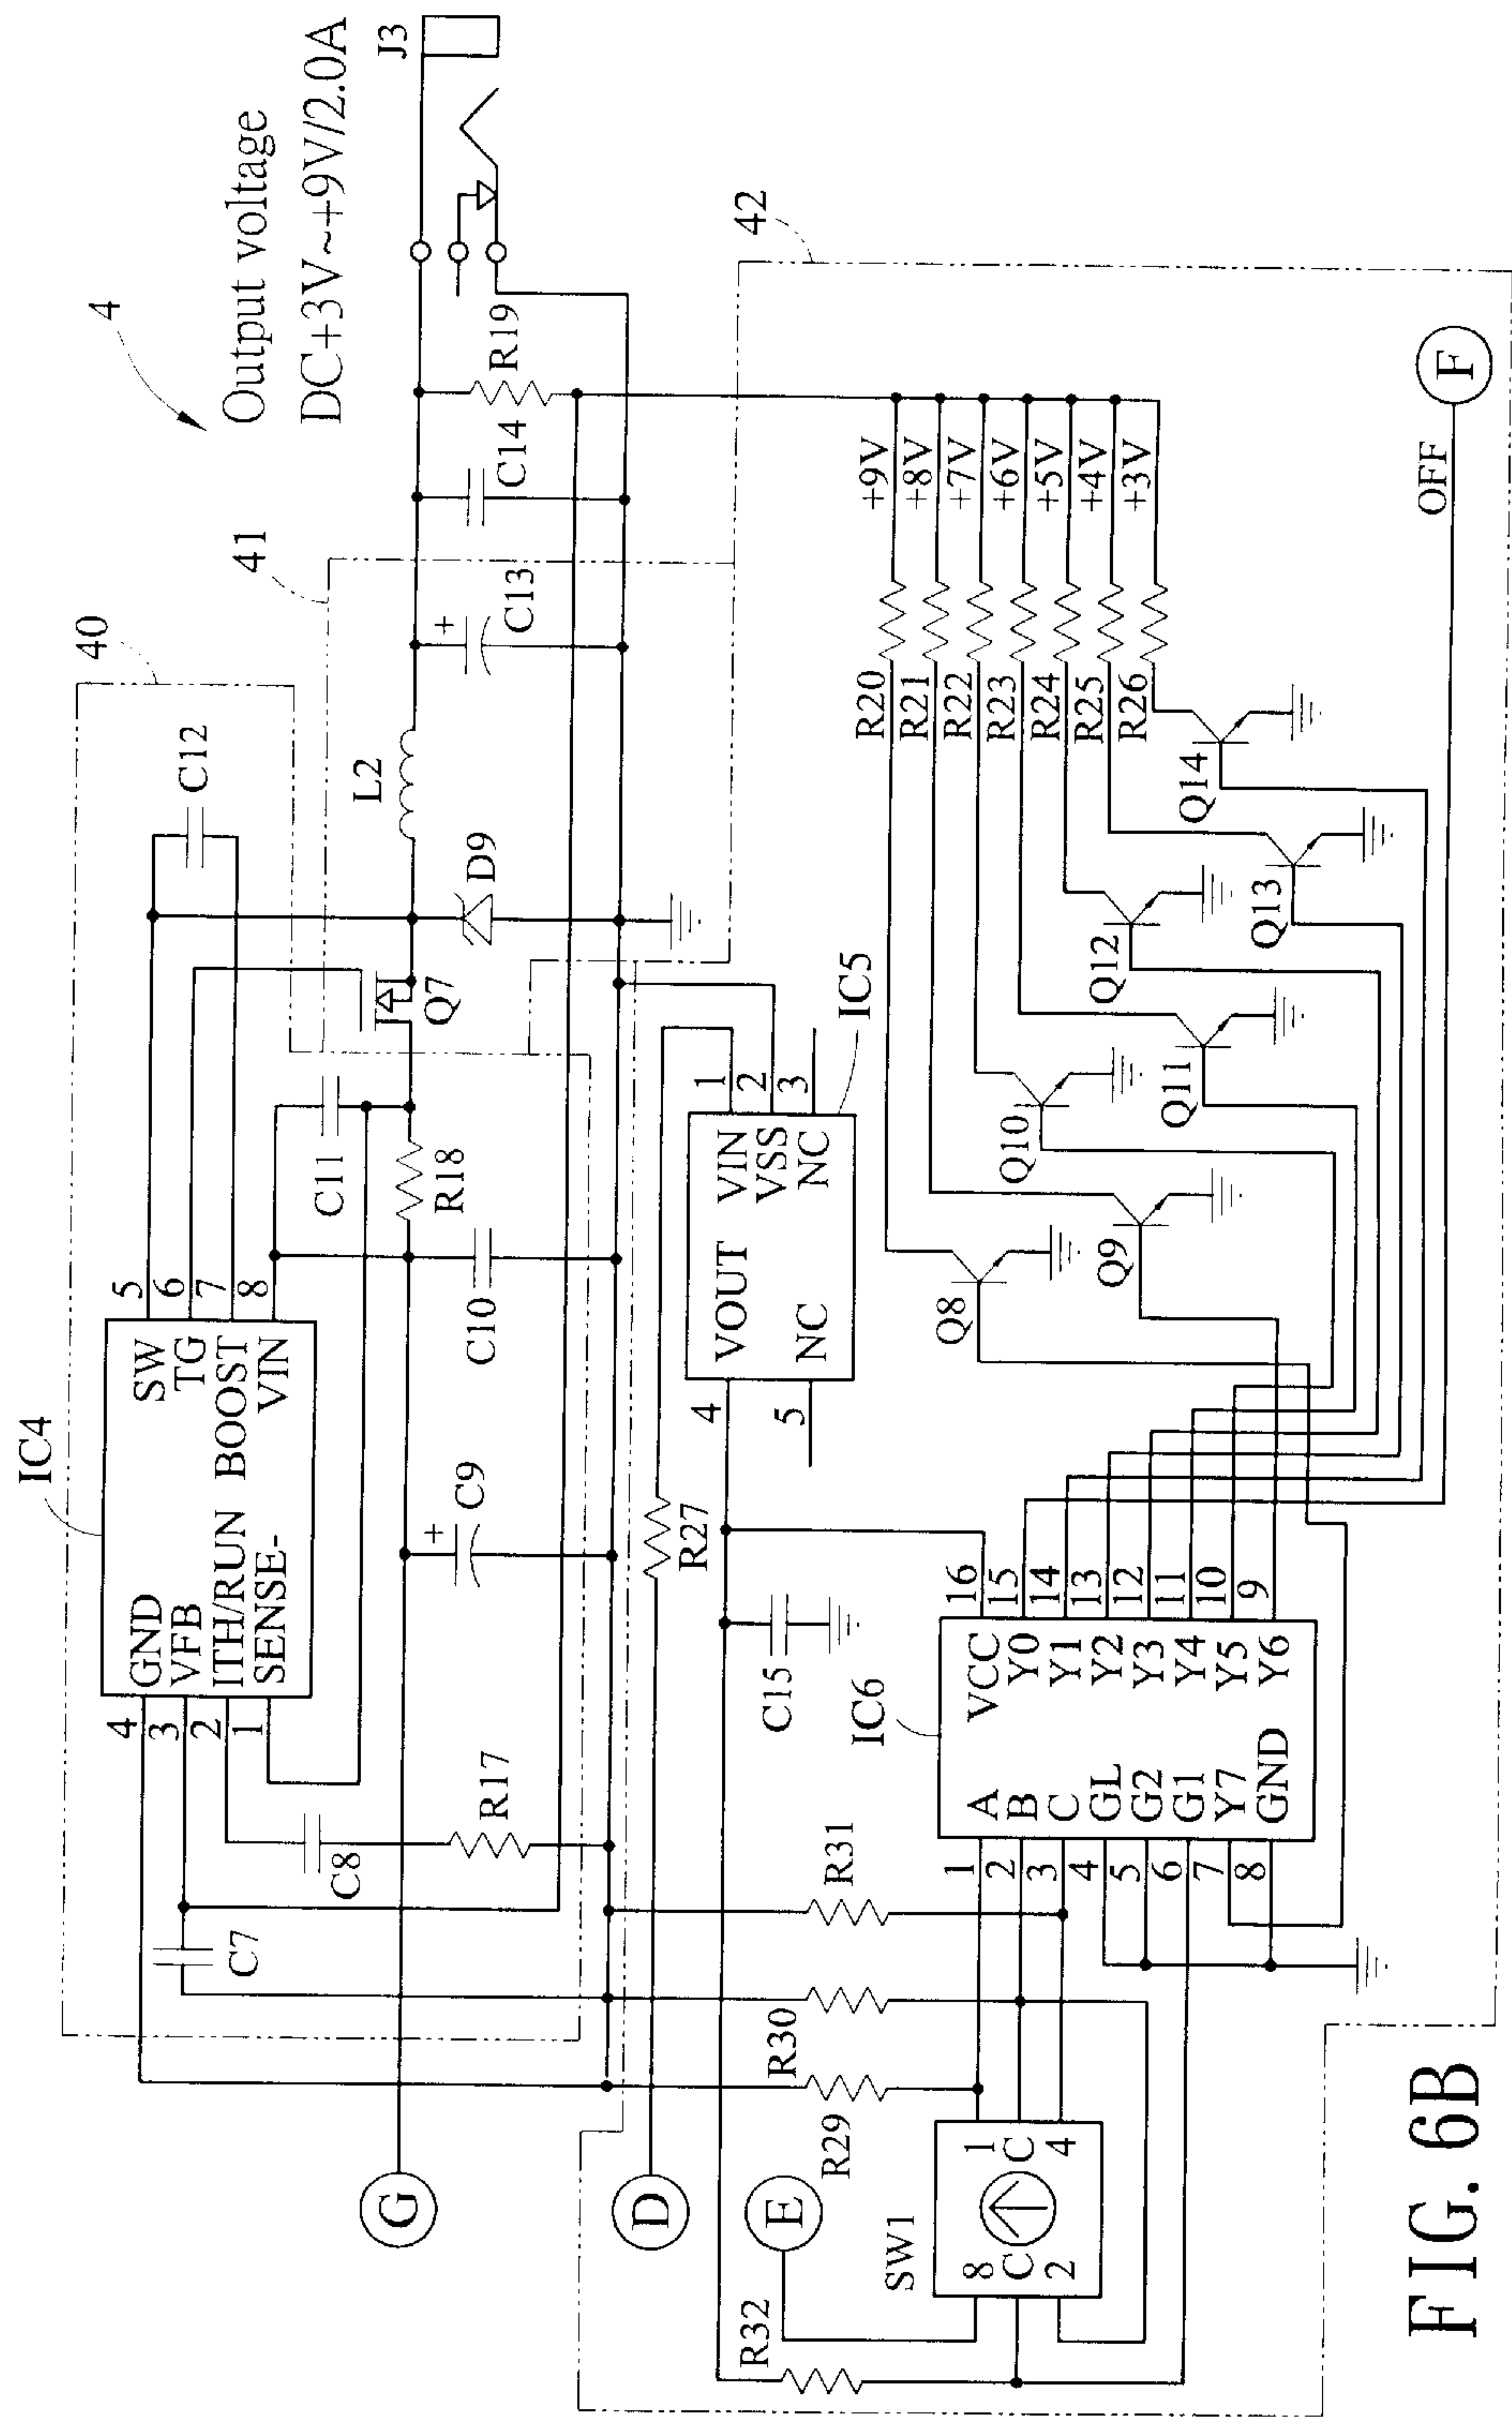 4
Output voltage
DC+3V~+9V/2.0A
J3
40
41
42
IC4
GND
VFB
ITH/RUN
SENSE-
SW
TG
BOOST
VIN
4
3
2
1
5
6
7
8
C12
C11
L2
D9
Q7
R18
C10
C9
+
C13
+
C14
R19
C7
C8
R17
G
D
E
R27
VOUT
VIN
VSS
NC
NC
1
2
3
4
5
IC5
C15
R31
R30
R29
R32
SW1
8
C
2
1
C
4
IC6
A
B
C
GL
G2
G1
Y7
GND
VCC
Y0
Y1
Y2
Y3
Y4
Y5
Y6
1
2
3
4
5
6
7
8
16
15
14
13
12
11
10
9
Q8
Q9
Q10
Q11
Q12
Q13
Q14
R20
R21
R22
R23
R24
R25
R26
+9V
+8V
+7V
+6V
+5V
+4V
+3V
OFF
F
FIG. 6B